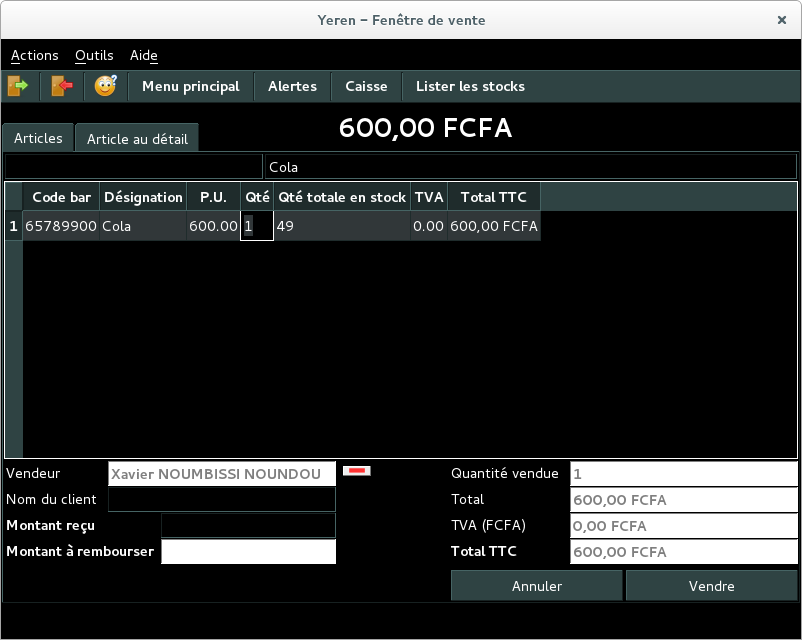 Yeren – Fenêtre de vente ×
Actions Outils Aide
Menu principal Alertes Caisse Lister les stocks
600,00 FCFA
Articles Article au détail
Cola
Code bar Désignation P.U. Qté Qté totale en stock TVA Total TTC
1 65789900 Cola 600.00 1 49 0.00 600,00 FCFA
Vendeur Xavier NOUMBISSI NOUNDOU Quantité vendue 1
Nom du client Total 600,00 FCFA
Montant reçu TVA (FCFA) 0,00 FCFA
Montant à rembourser Total TTC 600,00 FCFA
Annuler Vendre